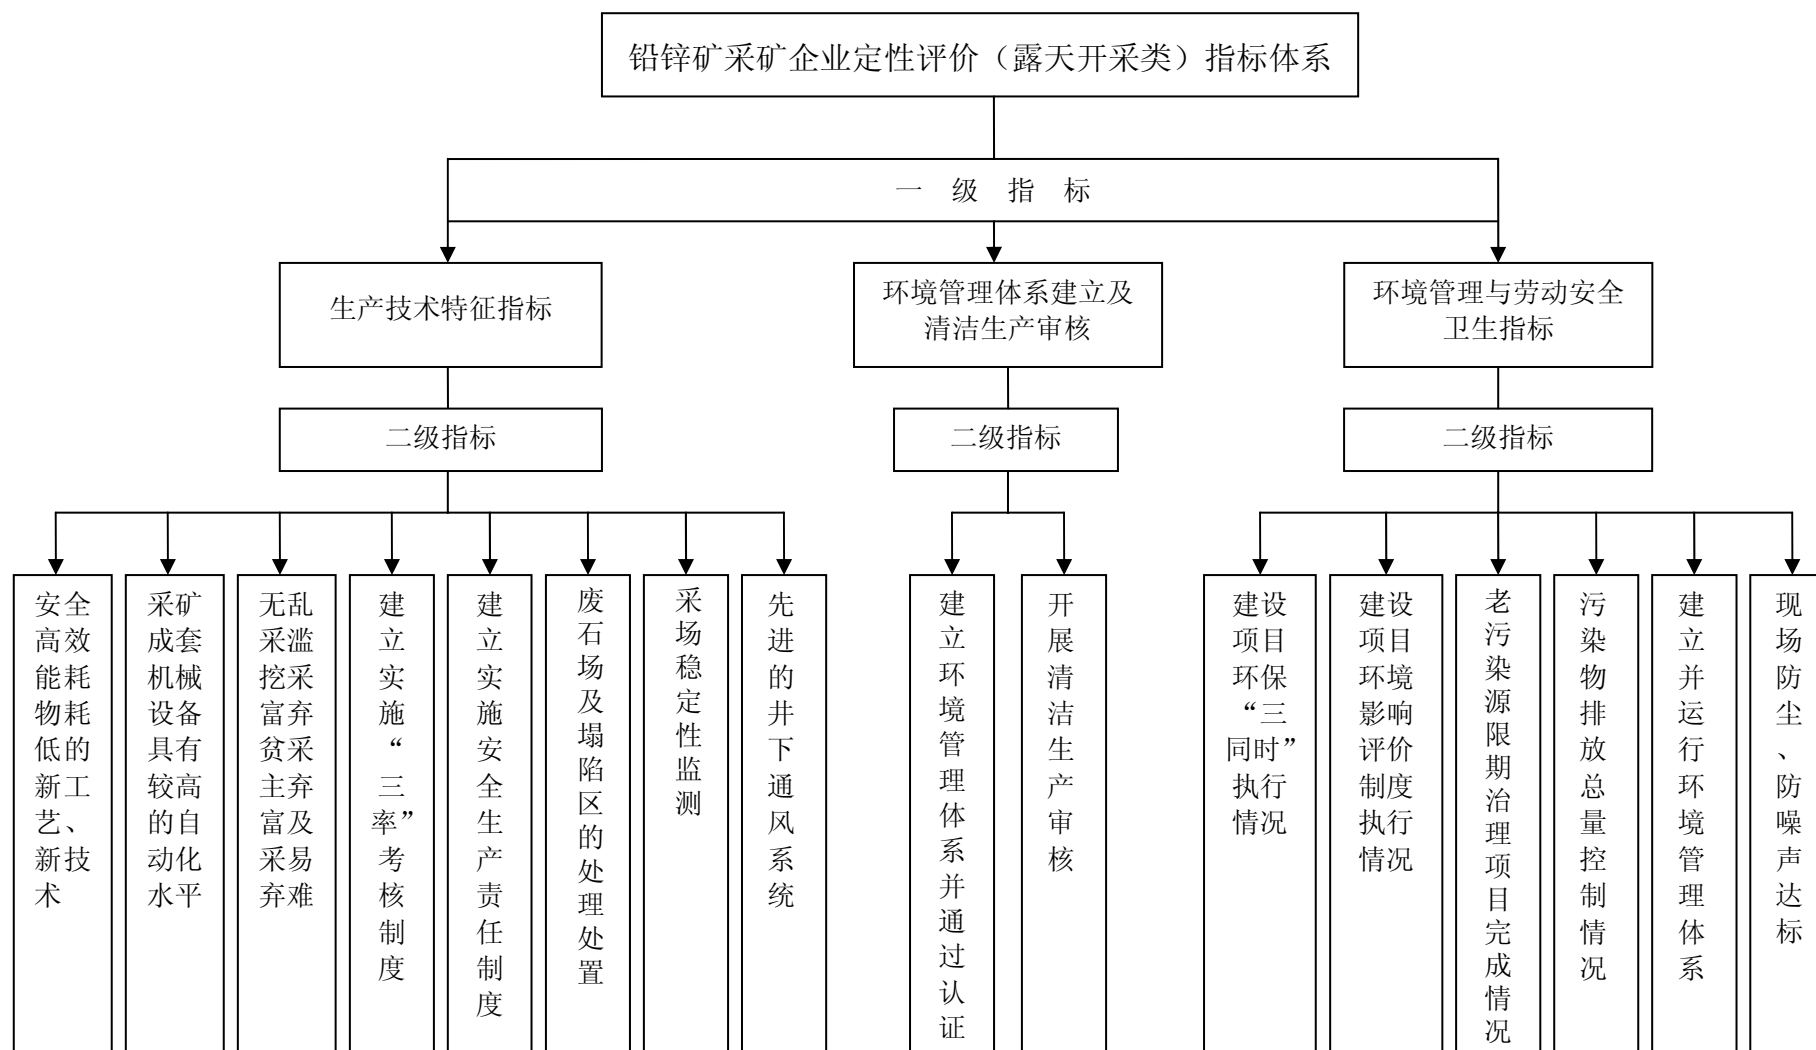 铅锌矿采矿企业定性评价（露天开采类）指标体系
一 级 指 标
生产技术特征指标
环境管理体系建立及
清洁生产审核
环境管理与劳动安全
卫生指标
二级指标
二级指标
二级指标
安全
高效
能耗
物耗
低的
新工
艺、
新技
术
采矿
成套
机械
设备
具有
较高
的自
动化
水平
无乱
采滥
挖采
富弃
贫采
主弃
富及
采易
弃难
建立实施“三率”考核制度
建立实施安全生产责任制度
废石场及塌陷区的处理处置
采场稳定性监测
先进的井下通风系统
建立环境管理体系并通过认证
开展清洁生产审核
建设
项目
环保
“三
同时”
执行
情况
建设
项目
环境
影响
评价
制度
执行
情况
老污染源限期治理项目完成情况
污染物排放总量控制情况
建立并运行环境管理体系
现场防尘、防噪声达标